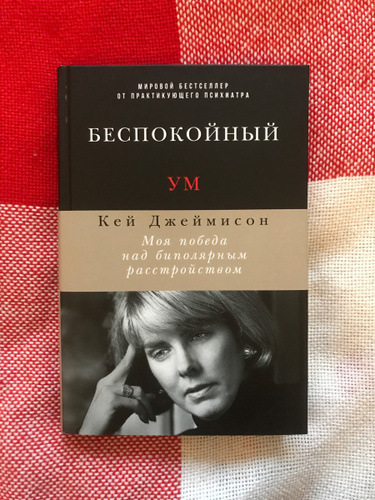 МИРОВОЙ БЕСТСЕЛЛЕР
ОТ ПРАКТИКУЮЩЕГО ПСИХИАТРА
БЕСПОКОЙНЫЙ
УМ
Кей Джеймисон
Моя победа
над биполярным
расстройством